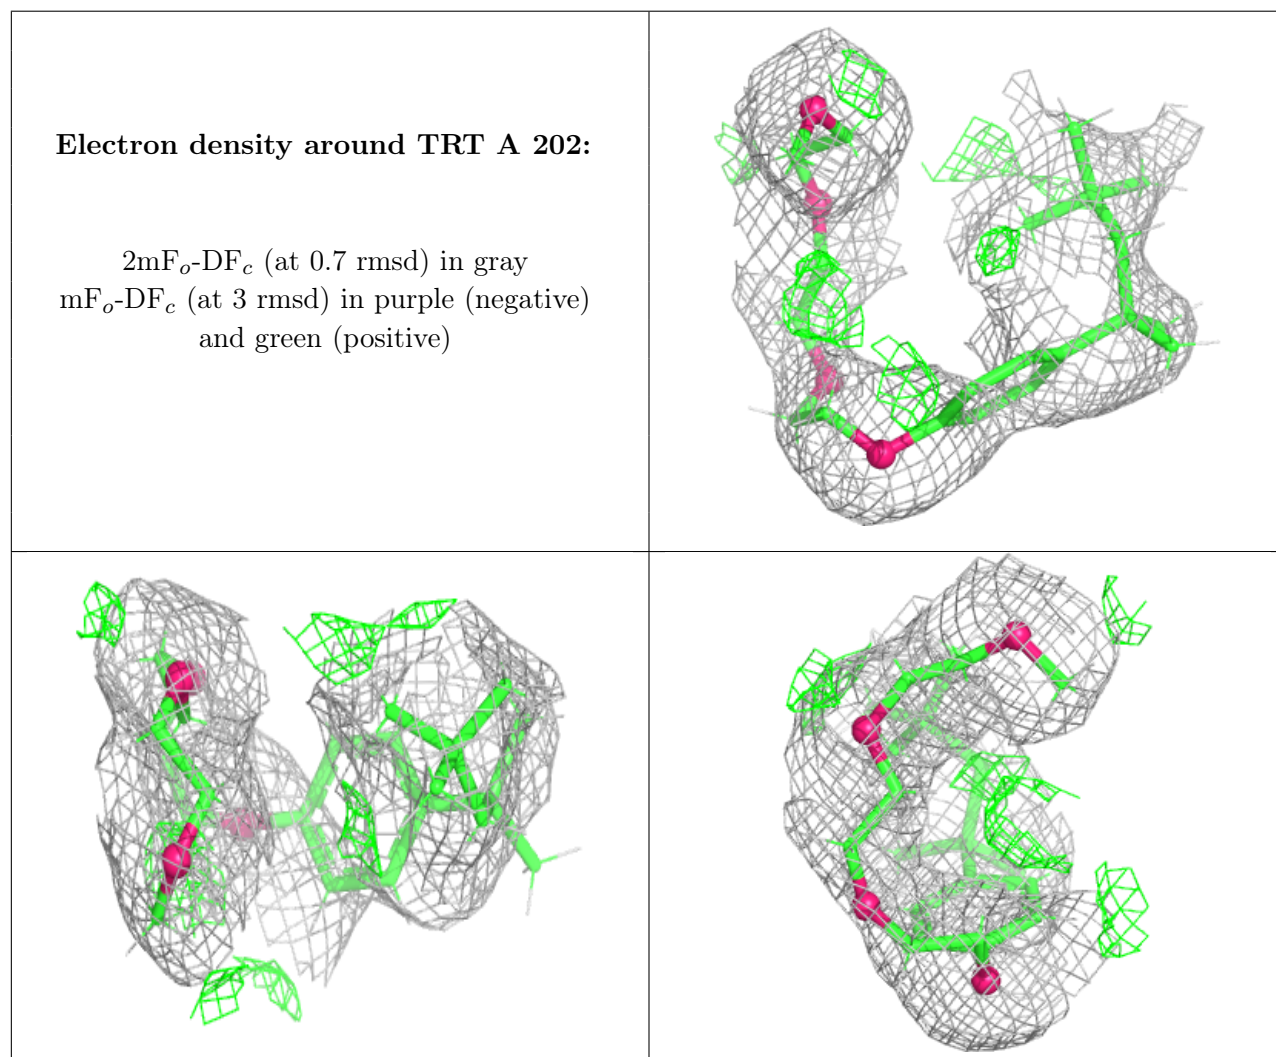 Electron density around TRT A 202:
2mFₒ-DF𝒸 (at 0.7 rmsd) in gray
mFₒ-DF𝒸 (at 3 rmsd) in purple (negative)
and green (positive)